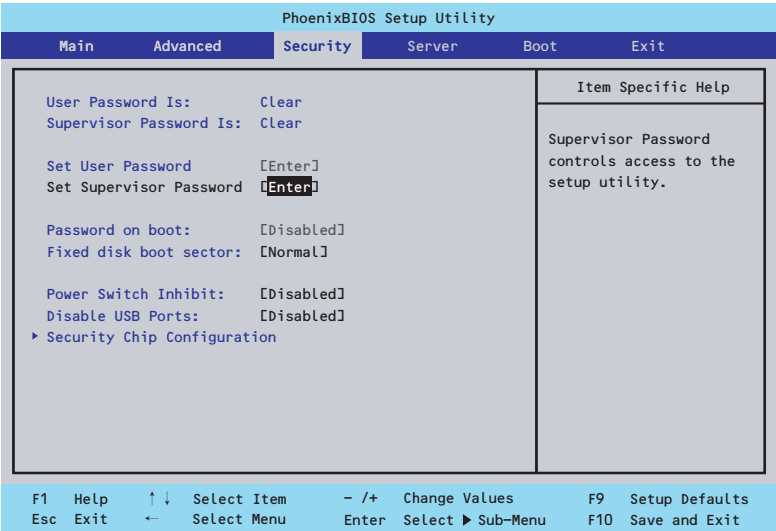 PhoenixBIOS Setup Utility
Main Advanced Security Server Boot Exit
Item Specific Help
User Password Is: Clear
Supervisor Password Is: Clear
Set User Password [Enter]
Set Supervisor Password [Enter]
Password on boot: [Disabled]
Fixed disk boot sector: [Normal]
Power Switch Inhibit: [Disabled]
Disable USB Ports: [Disabled]
▶ Security Chip Configuration
Supervisor Password
controls access to the
setup utility.
F1 Help ↑↓ Select Item – /+ Change Values F9 Setup Defaults
Esc Exit ← Select Menu Enter Select ▶ Sub-Menu F10 Save and Exit